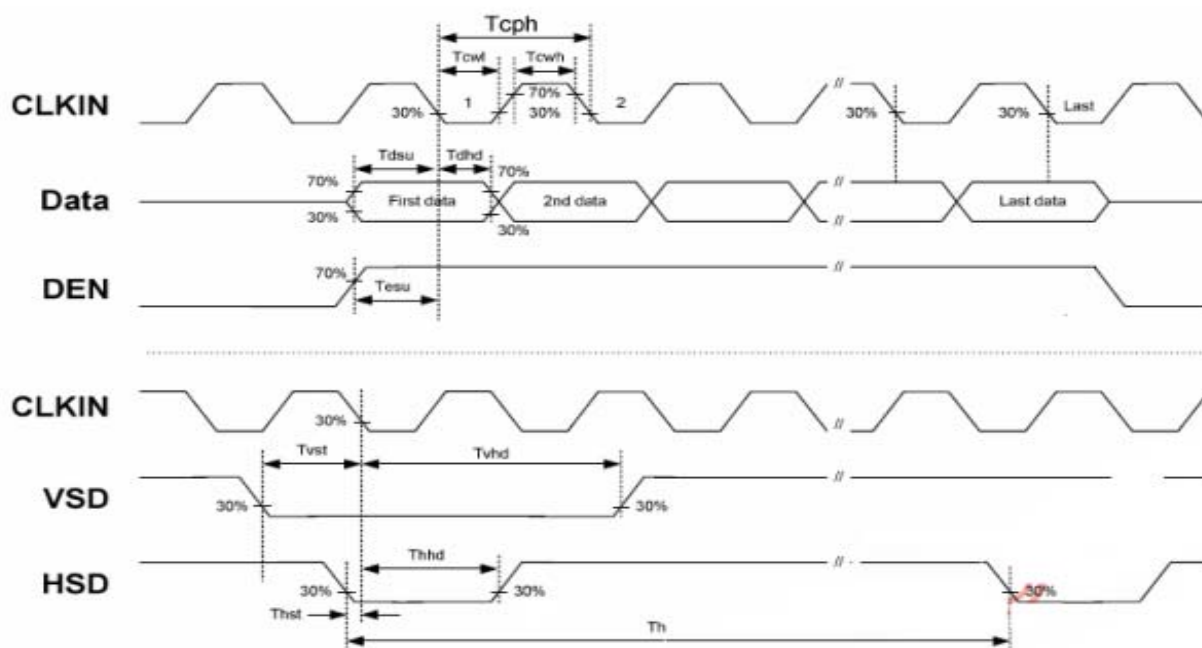 Tcph
Tcwl Tcwh
CLKIN 30% 1 70% 30% 2 // 30% 30% Last
Tdsu Tdhd
70% 70%
Data First data 2nd data // Last data
30% 30%
DEN 70% //
Tesu
CLKIN 30% //
Tvst Tvhd
VSD 30% 30% //
Thhd
HSD 30% 30% // 30%
Thst
Th